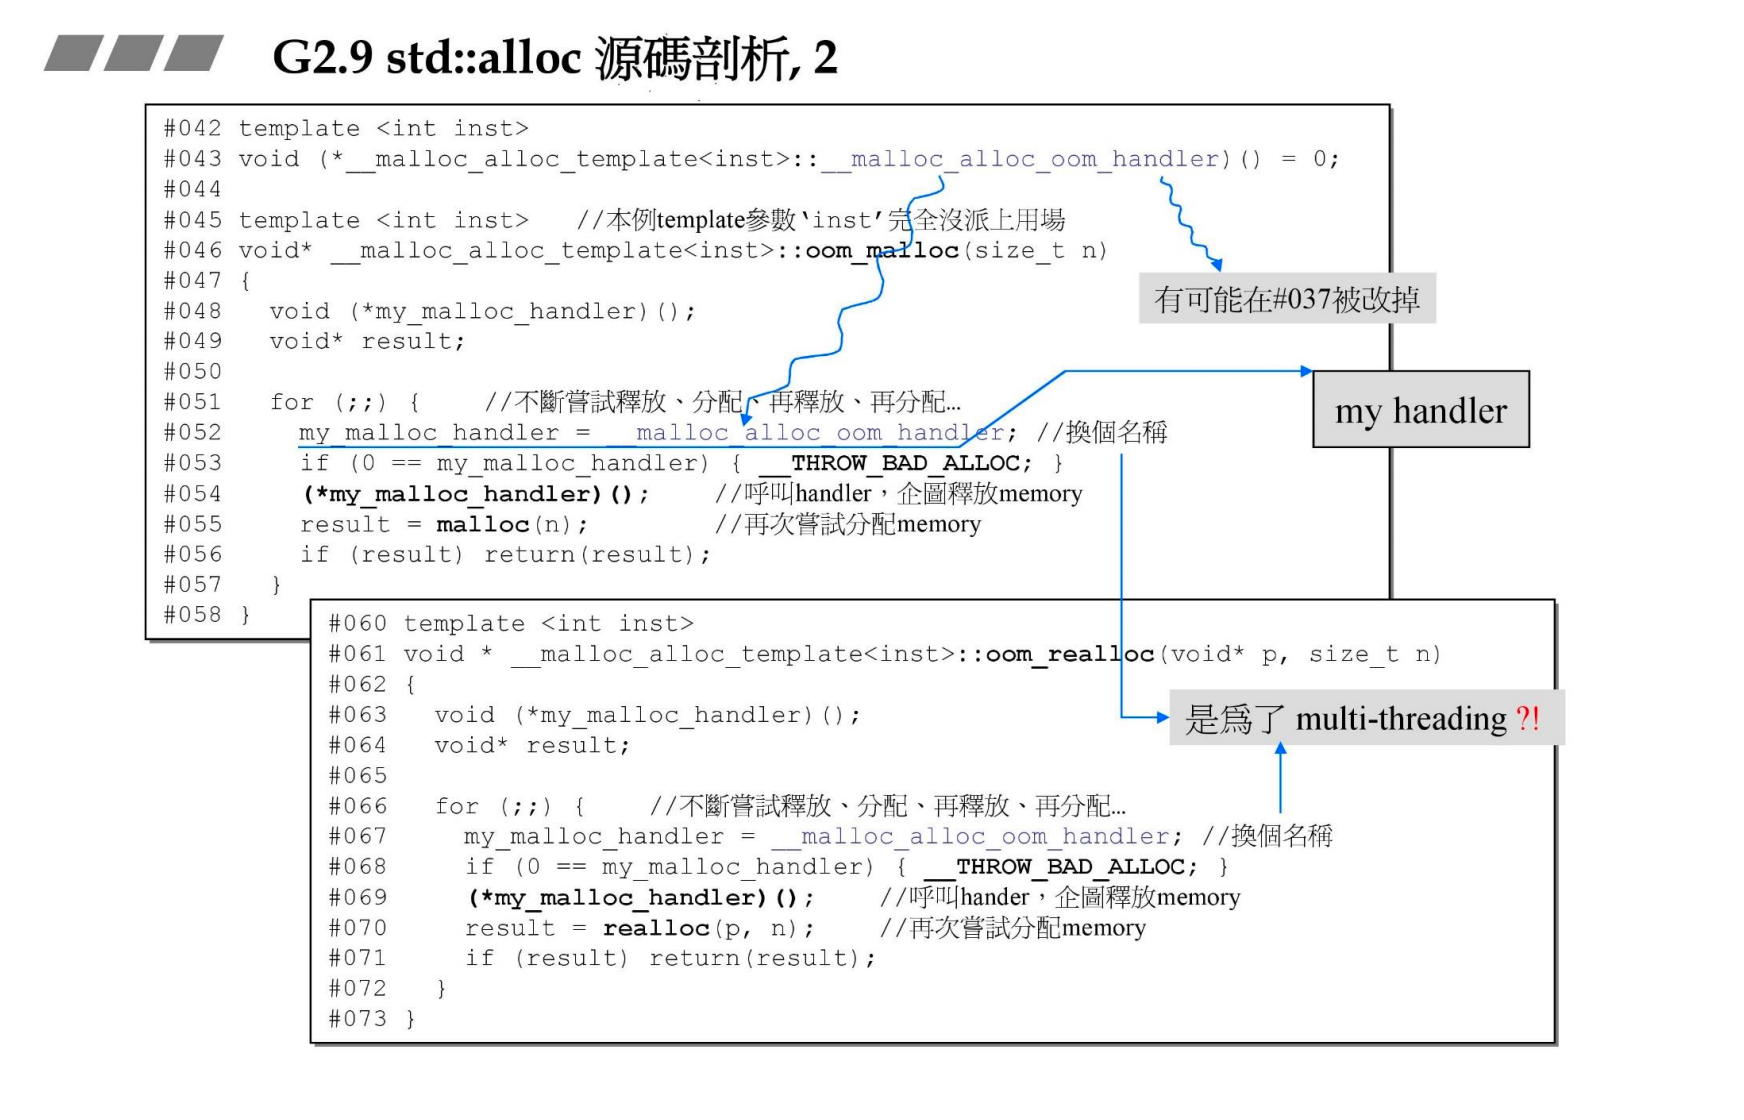 G2.9 std::alloc 源碼剖析, 2
#042 template <int inst>
#043 void (*__malloc_alloc_template<inst>::__malloc_alloc_oom_handler)() = 0;
#044
#045 template <int inst>   //本例template參數‵inst′完全沒派上用場
#046 void* __malloc_alloc_template<inst>::oom_malloc(size_t n)
#047 {
有可能在#037被改掉
#048   void (*my_malloc_handler)();
#049   void* result;
#050
#051   for (;;) {    //不斷嘗試釋放、分配、再釋放、再分配…
my handler
#052     my_malloc_handler = __malloc_alloc_oom_handler; //換個名稱
#053     if (0 == my_malloc_handler) { __THROW_BAD_ALLOC; }
#054     (*my_malloc_handler)();    //呼叫handler，企圖釋放memory
#055     result = malloc(n);        //再次嘗試分配memory
#056     if (result) return(result);
#057   }
#058 }
#060 template <int inst>
#061 void * __malloc_alloc_template<inst>::oom_realloc(void* p, size_t n)
#062 {
#063   void (*my_malloc_handler)();
是爲了 multi-threading ?!
#064   void* result;
#065
#066   for (;;) {    //不斷嘗試釋放、分配、再釋放、再分配…
#067     my_malloc_handler = __malloc_alloc_oom_handler; //換個名稱
#068     if (0 == my_malloc_handler) { __THROW_BAD_ALLOC; }
#069     (*my_malloc_handler)();    //呼叫hander，企圖釋放memory
#070     result = realloc(p, n);    //再次嘗試分配memory
#071     if (result) return(result);
#072   }
#073 }